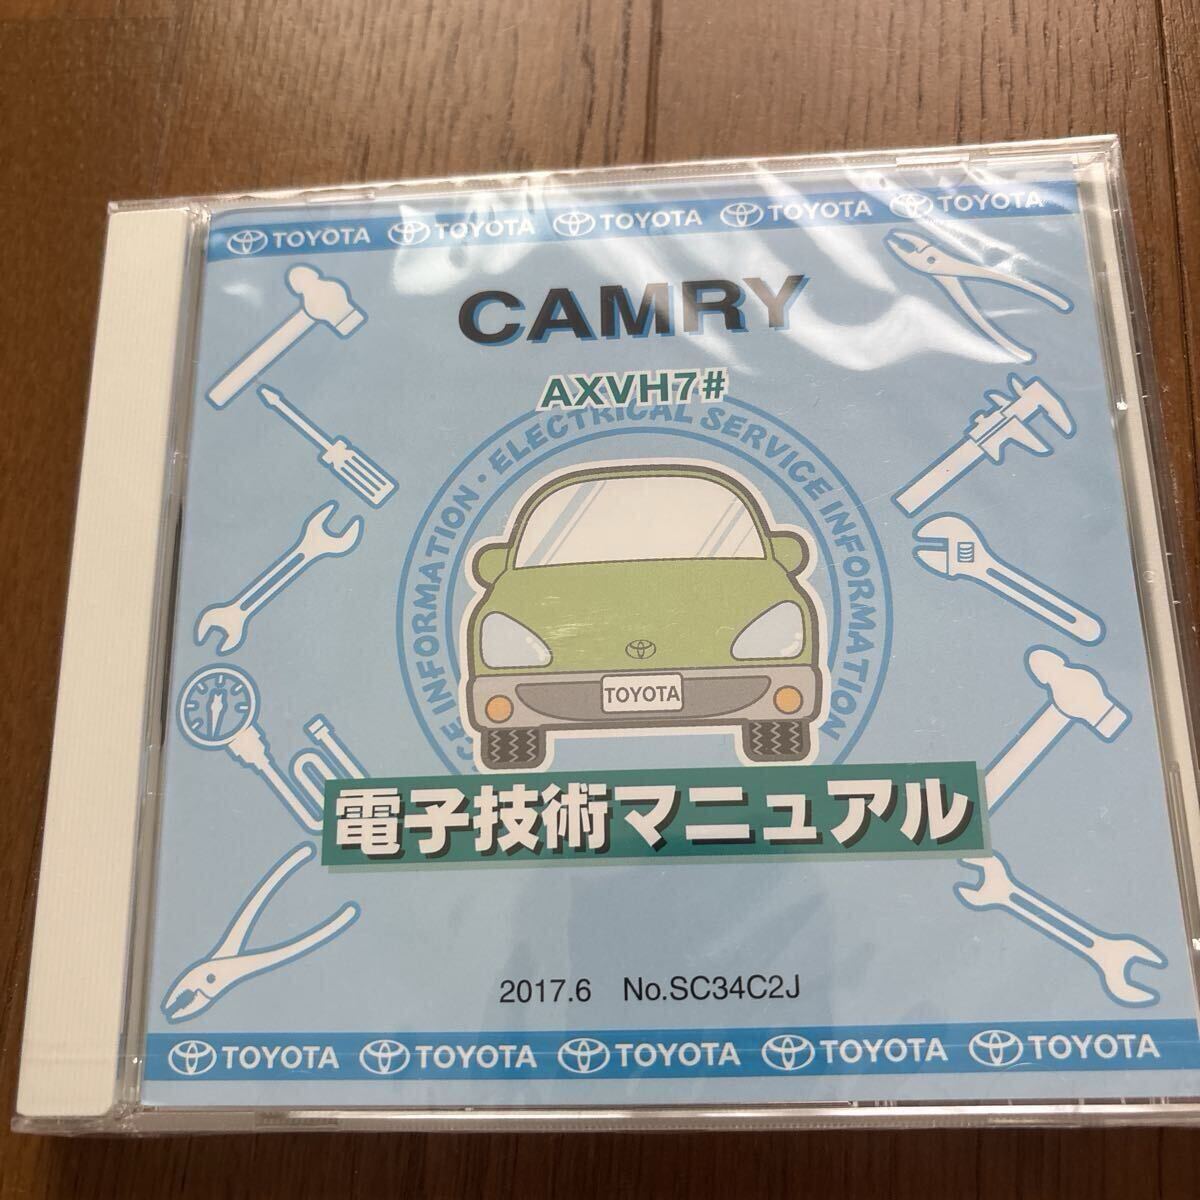 TOYOTA TOYOTA TOYOTA TOYOTA TOYOTA
CAMRY
AXVH7#
CE INFORMATION・ELECTRICAL SERVICE INFORMATION
TOYOTA
電子技術マニュアル
2017.6 No.SC34C2J
TOYOTA TOYOTA TOYOTA TOYOTA TOYOTA